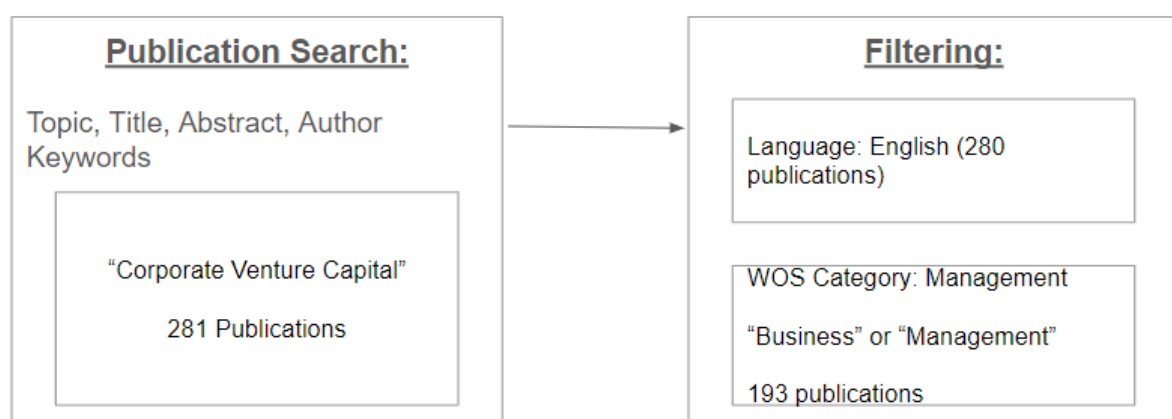 Publication Search:
Topic, Title, Abstract, Author
Keywords
“Corporate Venture Capital”
281 Publications
Filtering:
Language: English (280
publications)
WOS Category: Management
“Business” or “Management”
193 publications